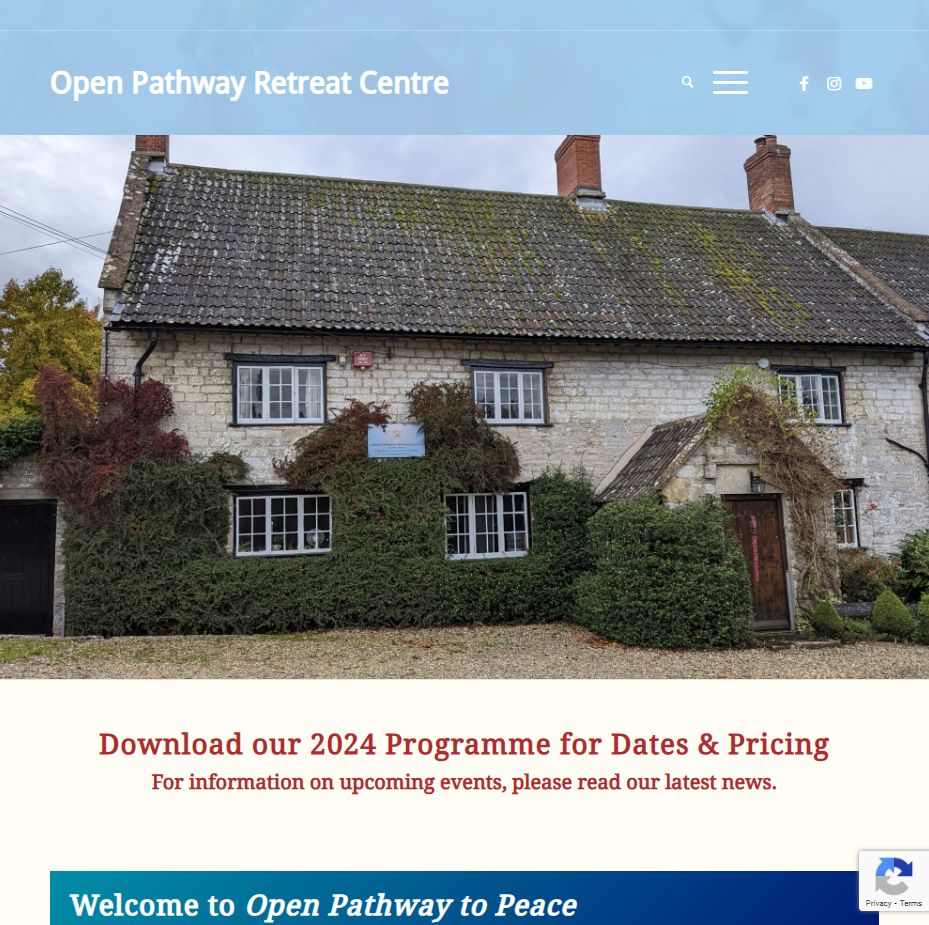 Open Pathway Retreat Centre
Download our 2024 Programme for Dates & Pricing
For information on upcoming events, please read our latest news.
Welcome to Open Pathway to Peace
Privacy - Terms